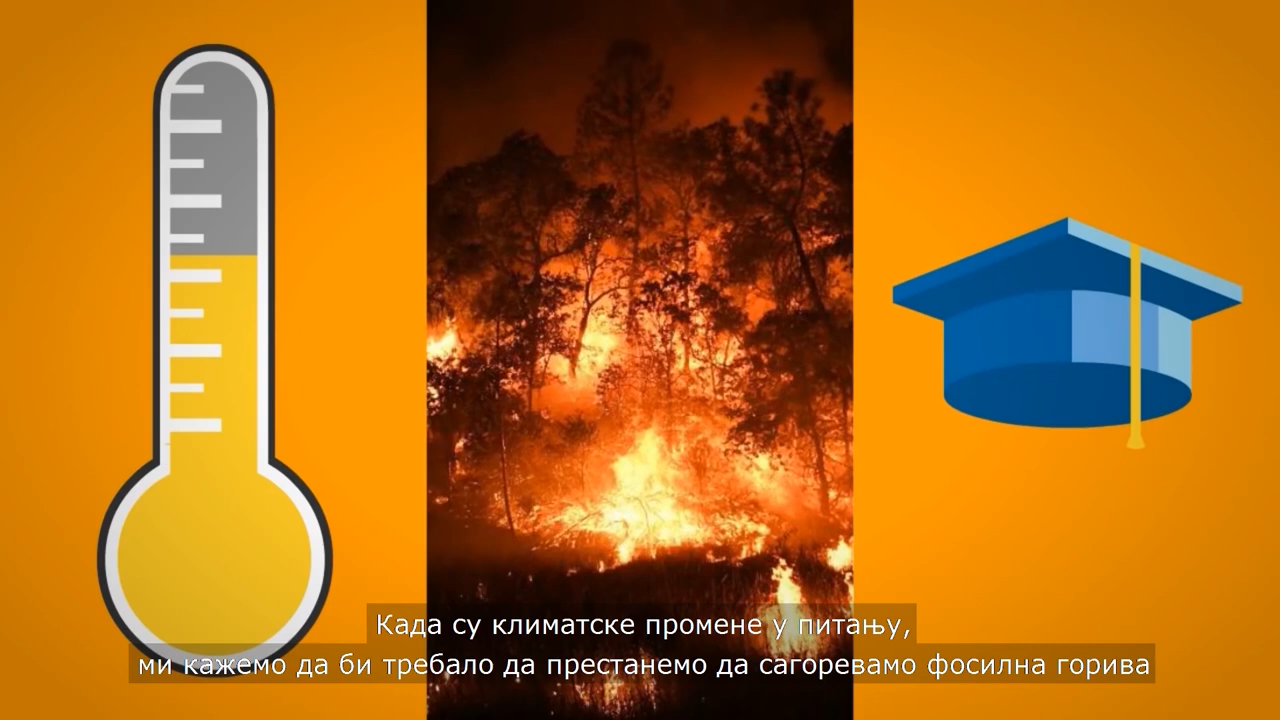 Када су климатске промене у питању,
ми кажемо да би требало да престанемо да сагоревамо фосилна горива